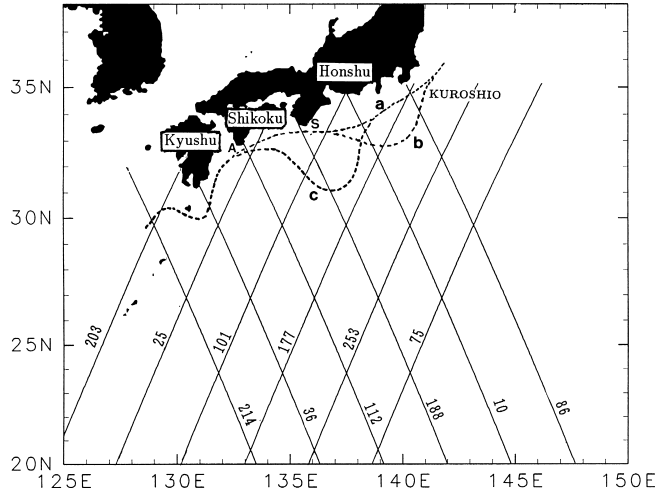 35N
30N
25N
20N
125E 130E 135E 140E 145E 150E
Honshu
Shikoku
Kyushu
KUROSHIO
a
S
A
b
c
203
25
101
177
253
75
214
36
112
188
10
86